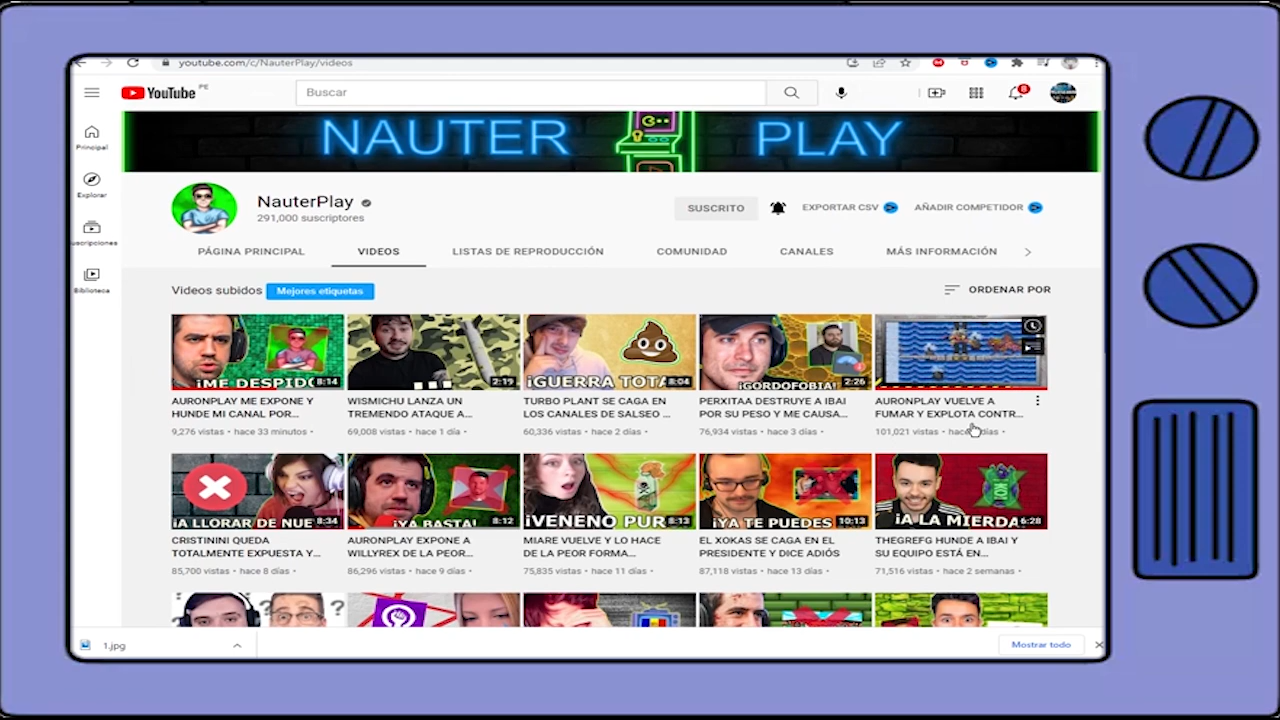 youtube.com/c/NauterPlay/videos
YouTube PE
Buscar
8
NAUTER PLAY
Principal
Explorar
uscripciones
Biblioteca
NauterPlay
291,000 suscriptores
SUSCRITO
EXPORTAR CSV
AÑADIR COMPETIDOR
PÁGINA PRINCIPAL
VIDEOS
LISTAS DE REPRODUCCIÓN
COMUNIDAD
CANALES
MÁS INFORMACIÓN
Videos subidos
Mejores etiquetas
ORDENAR POR
¡ME DESPIDO
8:14
AURONPLAY ME EXPONE Y
HUNDE MI CANAL POR...
9,276 vistas • hace 33 minutos •
2:19
WISMICHU LANZA UN
TREMENDO ATAQUE A...
69,008 vistas • hace 1 día •
¡GUERRA TOTA
8:04
TURBO PLANT SE CAGA EN
LOS CANALES DE SALSEO ...
60,336 vistas • hace 2 días •
¡GORDOFOBIA!
2:26
PERXITAA DESTRUYE A IBAI
POR SU PESO Y ME CAUSA...
76,934 vistas • hace 3 días •
AURONPLAY VUELVE A
FUMAR Y EXPLOTA CONTR...
101,021 vistas • hace días •
¡A LLORAR DE NUE
8:34
CRISTININI QUEDA
TOTALMENTE EXPUESTA Y...
85,700 vistas • hace 8 días •
¡YA BASTA!
8:12
AURONPLAY EXPONE A
WILLYREX DE LA PEOR...
86,296 vistas • hace 9 días •
¡VENENO PUR
8:13
MIARE VUELVE Y LO HACE
DE LA PEOR FORMA...
75,835 vistas • hace 11 días •
¡YA TE PUEDES
10:13
EL XOKAS SE CAGA EN EL
PRESIDENTE Y DICE ADIÓS
87,118 vistas • hace 13 días •
¡A LA MIERDA
6:28
THEGREFG HUNDE A IBAI Y
SU EQUIPO ESTÁ EN...
71,516 vistas • hace 2 semanas •
1.jpg
Mostrar todo